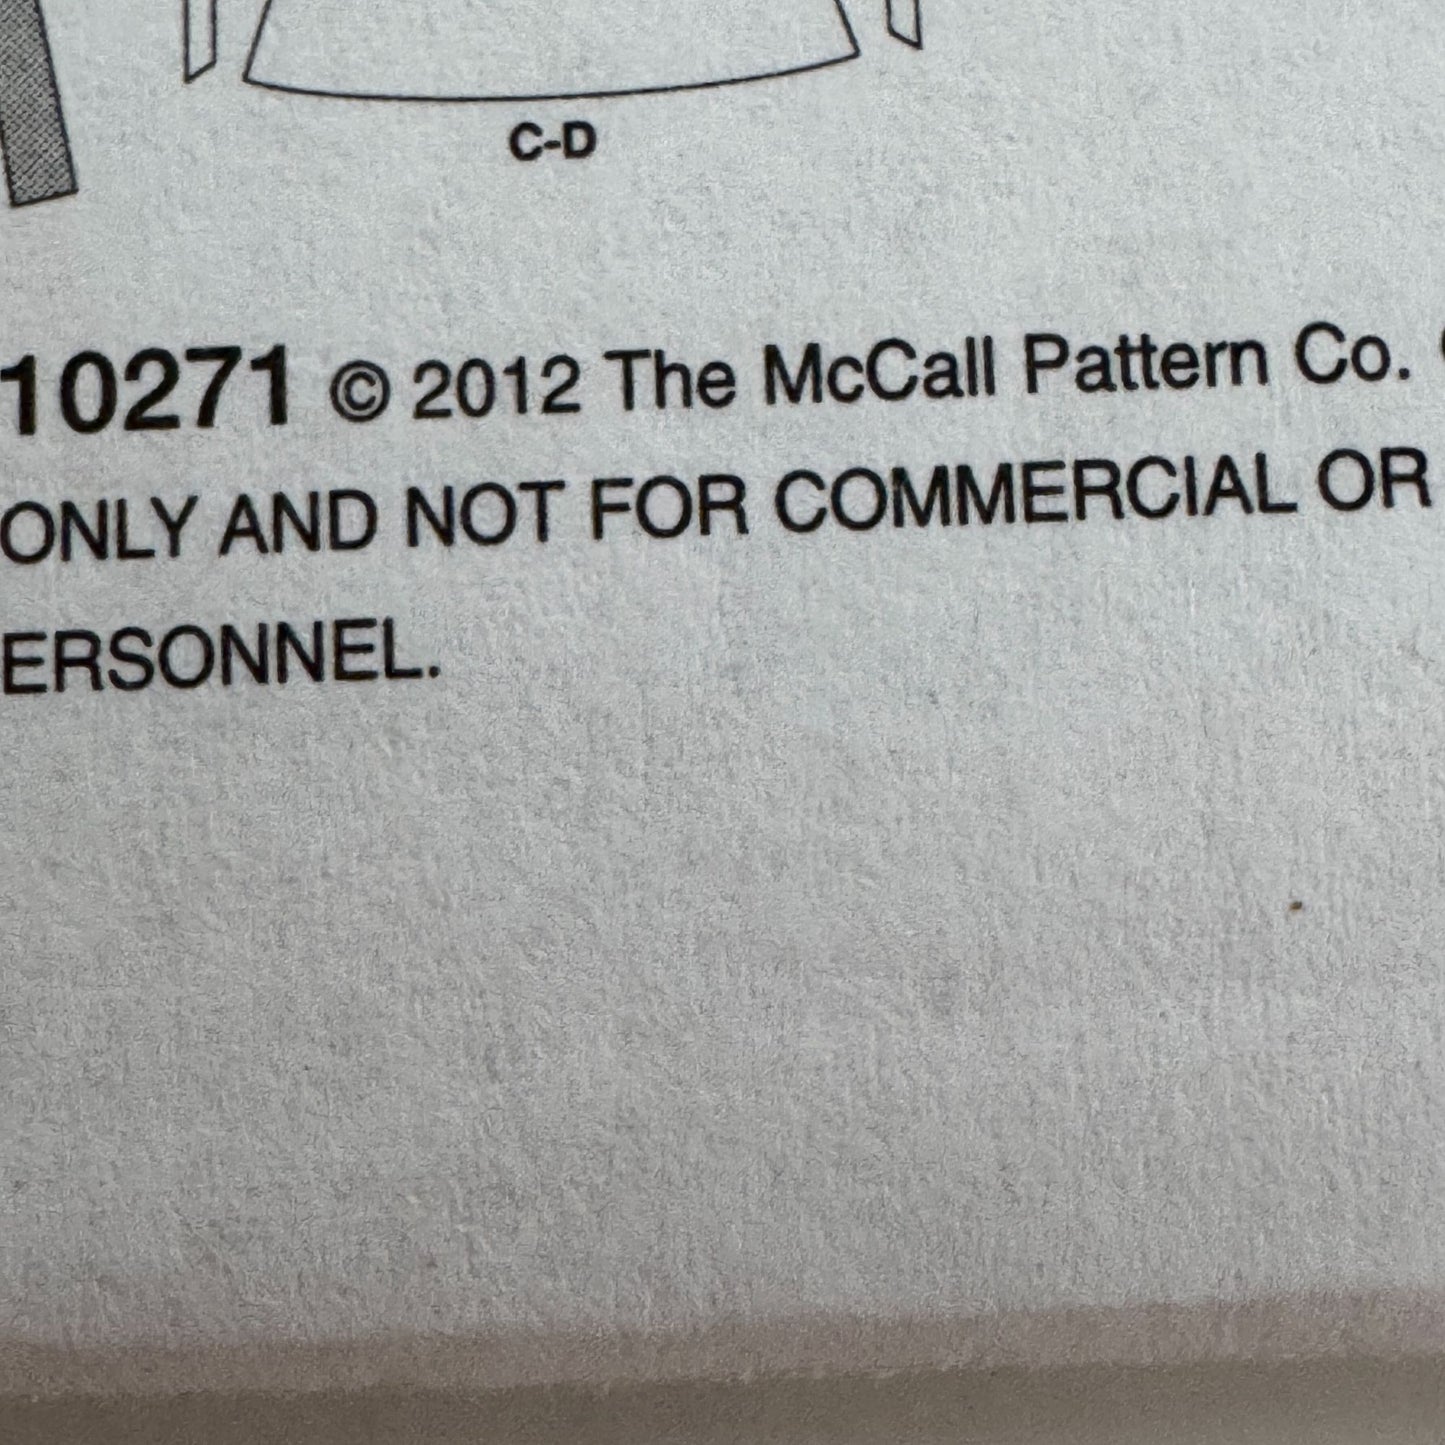 C-D
10271 © 2012 The McCall Pattern Co.
ONLY AND NOT FOR COMMERCIAL OR
ERSONNEL.